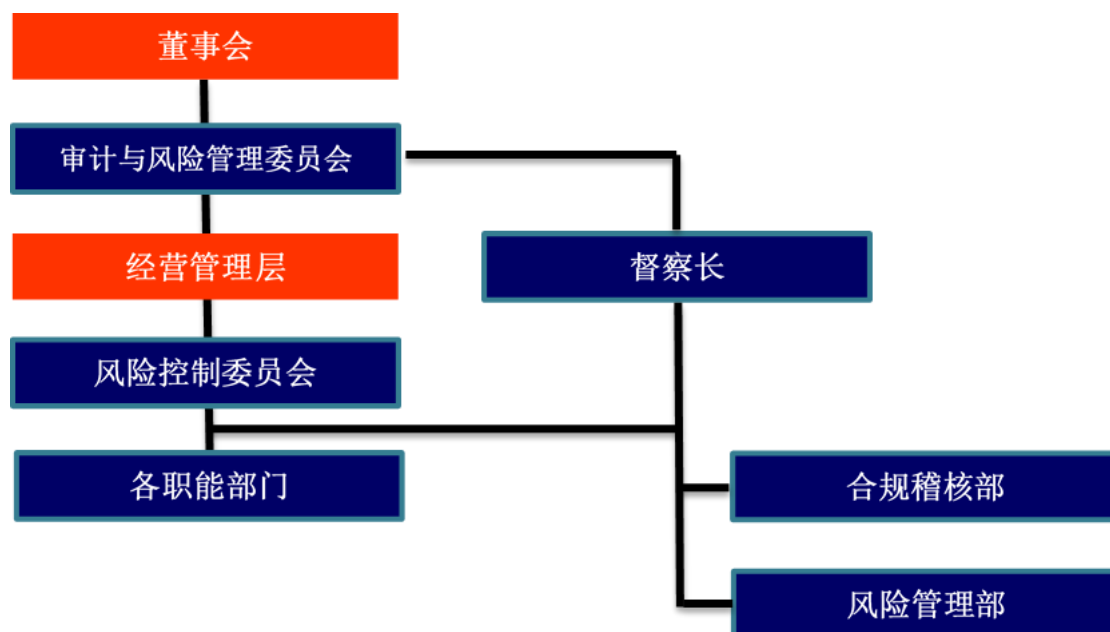 董事会
审计与风险管理委员会
经营管理层
督察长
风险控制委员会
各职能部门
合规稽核部
风险管理部